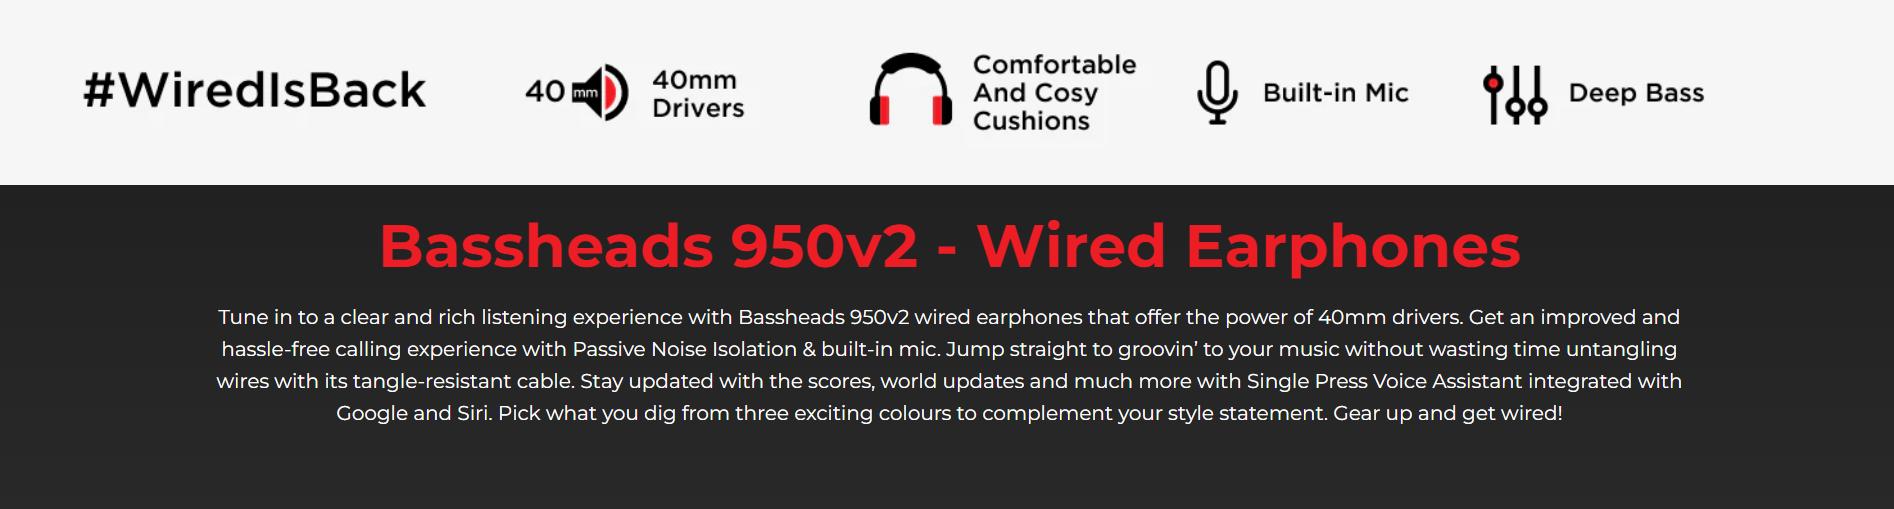 #WiredIsBack
40 mm
40mm
Drivers
Comfortable
And Cosy
Cushions
Built-in Mic
Deep Bass
Bassheads 950v2 - Wired Earphones
Tune in to a clear and rich listening experience with Bassheads 950v2 wired earphones that offer the power of 40mm drivers. Get an improved and
hassle-free calling experience with Passive Noise Isolation & built-in mic. Jump straight to groovin’ to your music without wasting time untangling
wires with its tangle-resistant cable. Stay updated with the scores, world updates and much more with Single Press Voice Assistant integrated with
Google and Siri. Pick what you dig from three exciting colours to complement your style statement. Gear up and get wired!